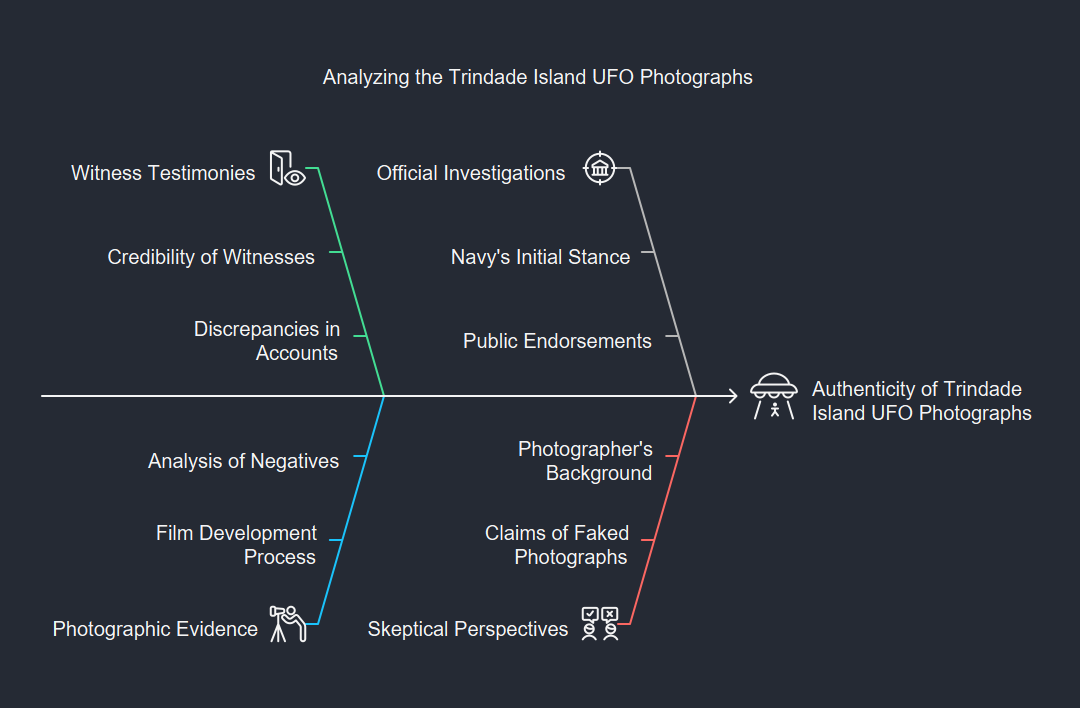 Analyzing the Trindade Island UFO Photographs
Witness Testimonies
Credibility of Witnesses
Discrepancies in
Accounts
Official Investigations
Navy's Initial Stance
Public Endorsements
Authenticity of Trindade
Island UFO Photographs
Analysis of Negatives
Film Development
Process
Photographic Evidence
Photographer's
Background
Claims of Faked
Photographs
Skeptical Perspectives